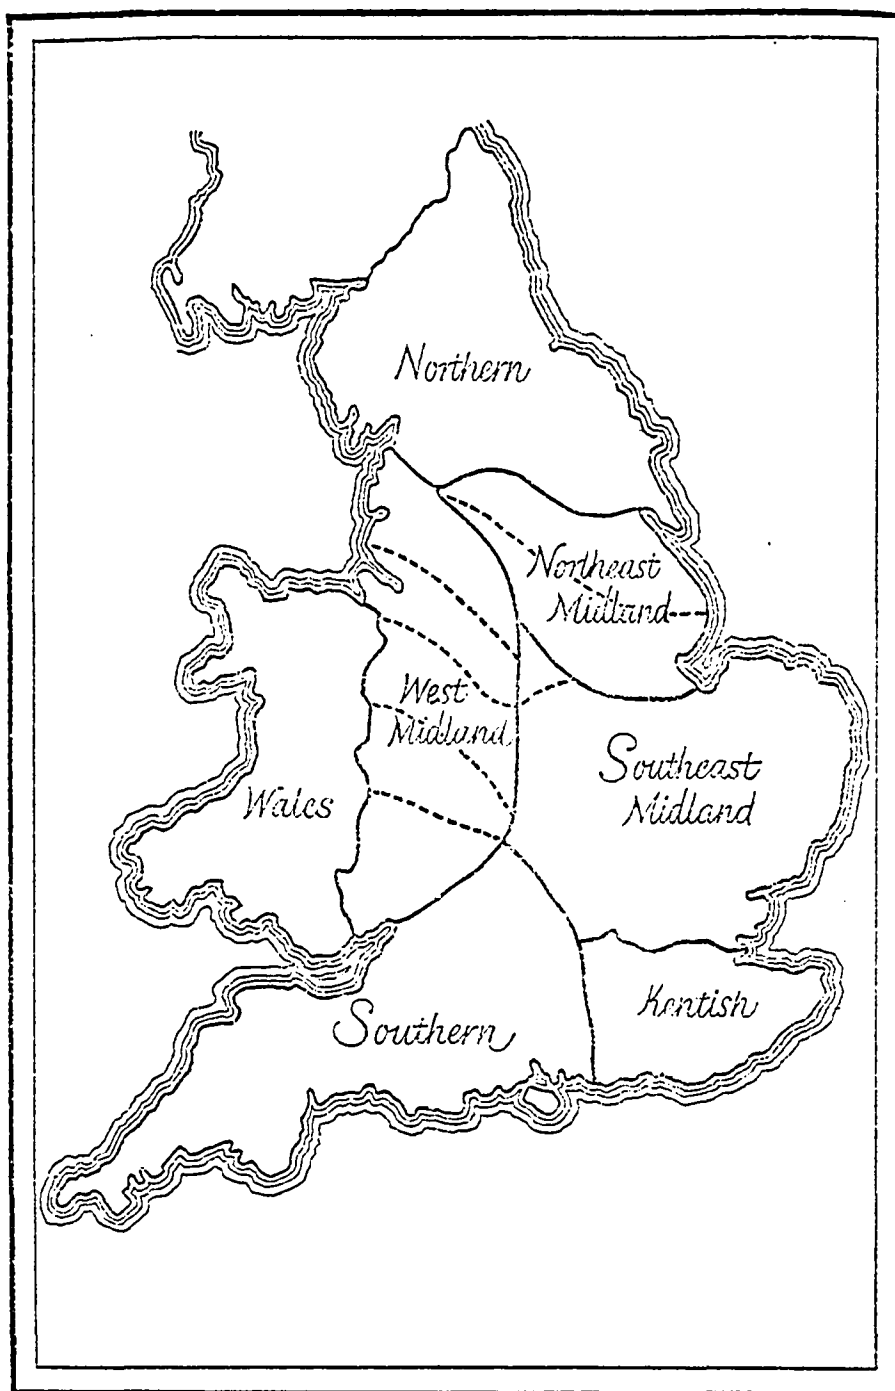 Northern
Northeast
Midland
West
Midland
Southeast
Midland
Wales
Kentish
Southern